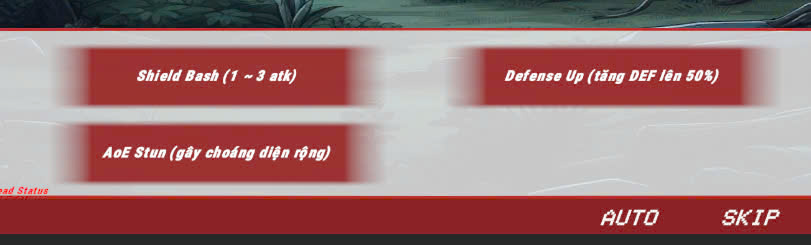 Shield Bash (1 ~ 3 atk)
Defense Up (tăng DEF lên 50%)
AoE Stun (gây choáng diện rộng)
Status
AUTO
SKIP